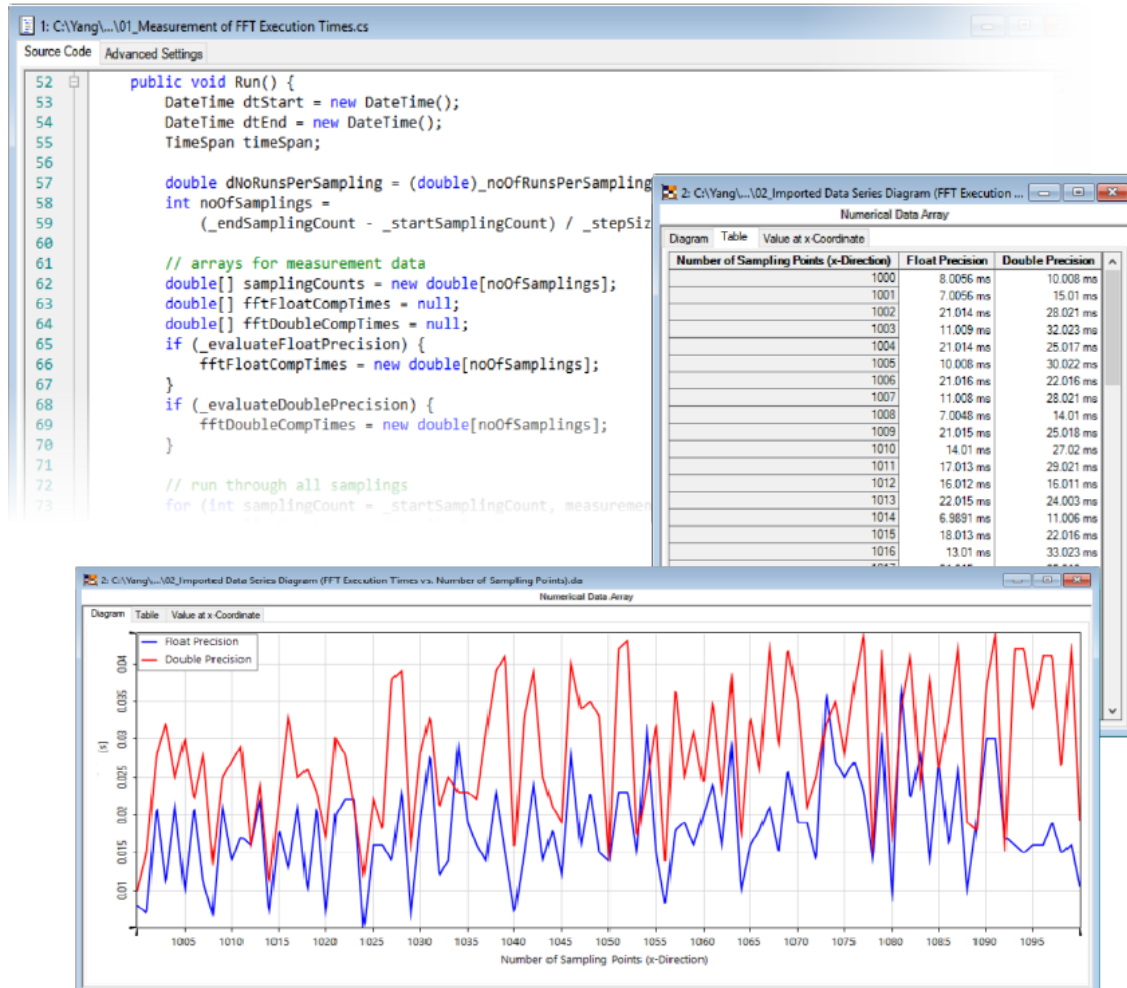 1: C:\Yang\...\01_Measurement of FFT Execution Times.cs
Source Code Advanced Settings
52 public void Run() {
53 DateTime dtStart = new DateTime();
54 DateTime dtEnd = new DateTime();
55 TimeSpan timeSpan;
56
57 double dNoRunsPerSampling = (double)_noOfRunsPerSampling
58 int noOfSamplings =
59 (_endSamplingCount - _startSamplingCount) / _stepSiz
60
61 // arrays for measurement data
62 double[] samplingCounts = new double[noOfSamplings];
63 double[] fftFloatCompTimes = null;
64 double[] fftDoubleCompTimes = null;
65 if (_evaluateFloatPrecision) {
66 fftFloatCompTimes = new double[noOfSamplings];
67 }
68 if (_evaluateDoublePrecision) {
69 fftDoubleCompTimes = new double[noOfSamplings];
70 }
71
72 // run through all samplings
73 for (int samplingCount = _startSamplingCount, measuremen
2: C:\Yang\...\02_Imported Data Series Diagram (FFT Execution ...
Numerical Data Array
Diagram Table Value at x-Coordinate
Number of Sampling Points (x-Direction) Float Precision Double Precision
1000 8.0056 ms 10.008 ms
1001 7.0056 ms 15.01 ms
1002 21.014 ms 28.021 ms
1003 11.009 ms 32.023 ms
1004 21.014 ms 25.017 ms
1005 10.008 ms 30.022 ms
1006 21.016 ms 22.016 ms
1007 11.008 ms 28.021 ms
1008 7.0048 ms 14.01 ms
1009 21.015 ms 25.018 ms
1010 14.01 ms 27.02 ms
1011 17.013 ms 29.021 ms
1012 16.012 ms 16.011 ms
1013 22.015 ms 24.003 ms
1014 6.9891 ms 11.006 ms
1015 18.013 ms 22.016 ms
1016 13.01 ms 33.023 ms
2: C:\Yang\...\02_Imported Data Series Diagram (FFT Execution Times vs. Number of Sampling Points).da
Numerical Data Array
Diagram Table Value at x-Coordinate
Float Precision
Double Precision
0.04
0.035
0.03
0.025
0.02
0.015
0.01
[s]
1005 1010 1015 1020 1025 1030 1035 1040 1045 1050 1055 1060 1065 1070 1075 1080 1085 1090 1095
Number of Sampling Points (x-Direction)